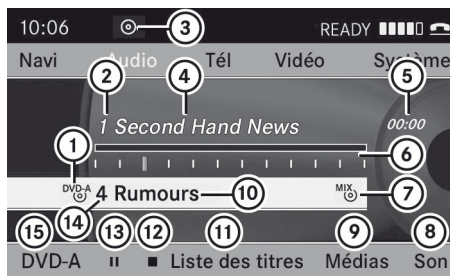 10:06 3 READY
Navi Audio Tél Vidéo Système
2 4 5
1 Second Hand News 00:00
1 6
DVD-A 4 Rumours 10 MIX 7
14
15 13 12 11 9 8
DVD-A Liste des titres Médias Son